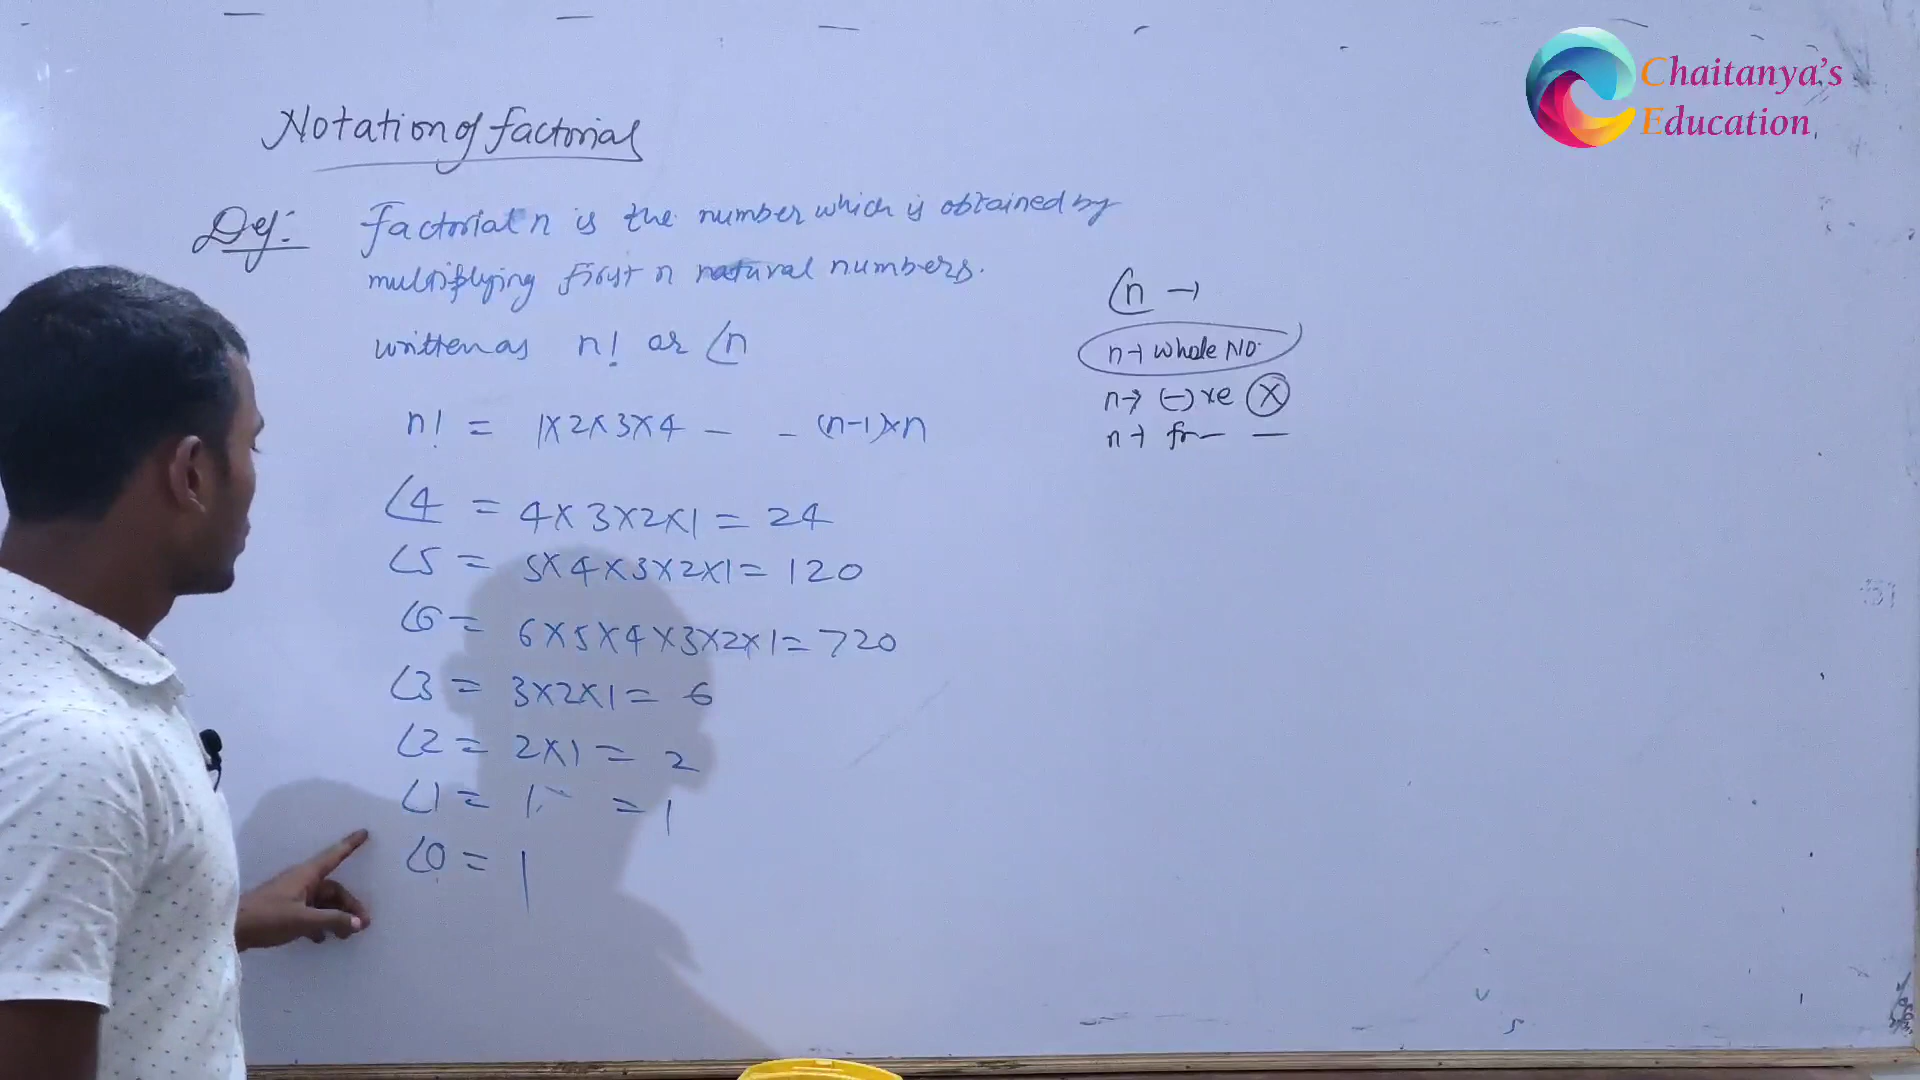 Chaitanya's
Education
Notation of factorial
Def: Factorial n is the number which is obtained by
multiplying first n natural numbers.
written as n! or ∠n
n! = 1×2×3×4 – – (n-1)×n
∠4 = 4×3×2×1 = 24
∠5 = 5×4×3×2×1 = 120
∠6 = 6×5×4×3×2×1 = 720
∠3 = 3×2×1 = 6
∠2 = 2×1 = 2
∠1 = 1 = 1
∠0 = 1
∠n →
n → whole NO.
n → (-)ve X
n → fr– —